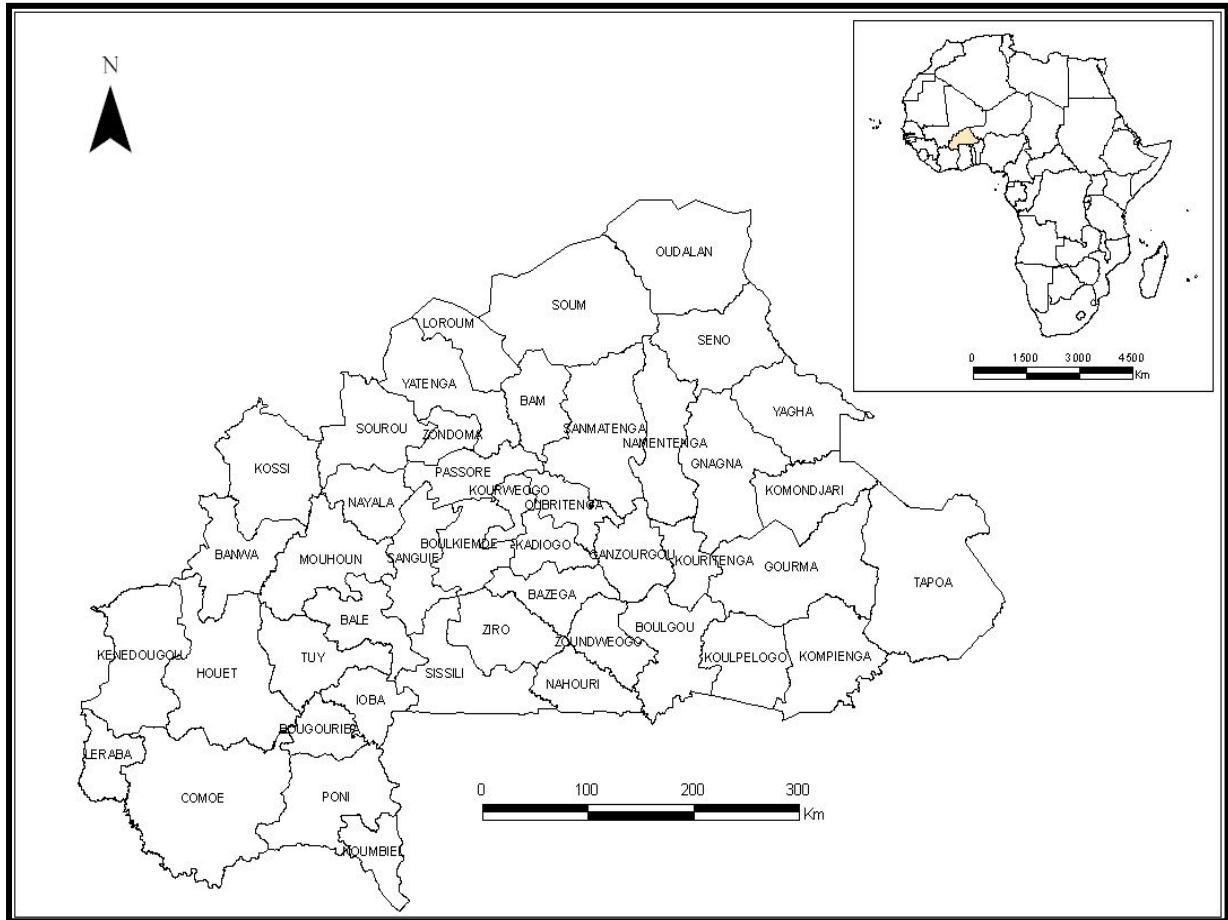 N
OUDALAN
SOUM
LOROUM
SENO
YATENGA
BAM
YAGHA
SOUROU
ZONDOMA
SANMATENGA
NAMENTENGA
KOSSI
GNAGNA
PASSORE
KOURWEOGO
KOMONDJARI
NAYALA
OUBRITENGA
BANWA
MOUHOUN
SANGUIE
BOULKIEMDE
KADIOGO
GANZOURGOU
KOURITENGA
GOURMA
TAPOA
BAZEGA
BALE
ZIRO
ZOUNDWEOGO
BOULGOU
KENEDOUGOU
HOUET
TUY
SISSILI
NAHOURI
KOULPELOGO
KOMPIENGA
IOBA
BOUGOURIBA
LERABA
COMOE
PONI
NOUMBIEL
0 100 200 300
Km
0 1500 3000 4500
Km